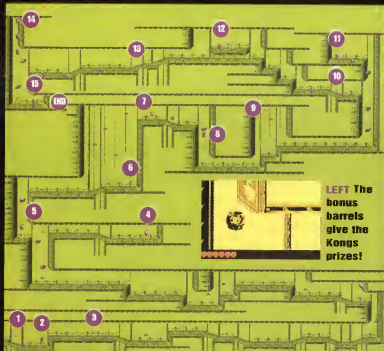 14
12
13
11
10
15
END
7
9
8
6
LEFT The
bonus
barrels
give the
Kongs
prizes!
5
4
1
2
3